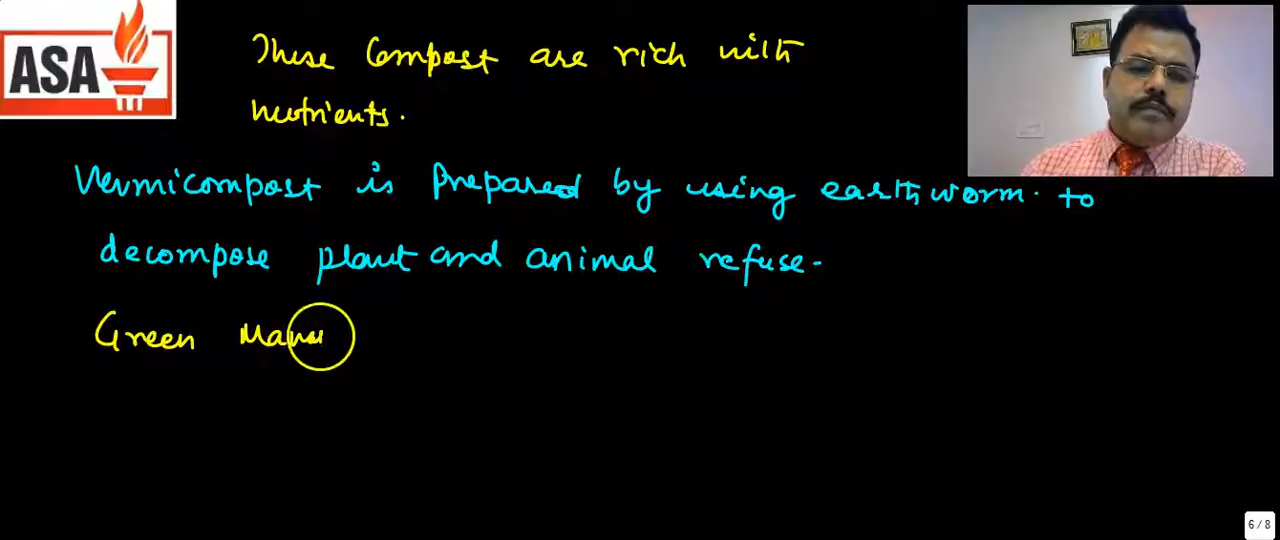 ASA
These Compost are rich with
nutrients.
Vermicompost is Prepared by using earthworm. to
decompose plant and animal refuse.
Green Manu
6 / 8